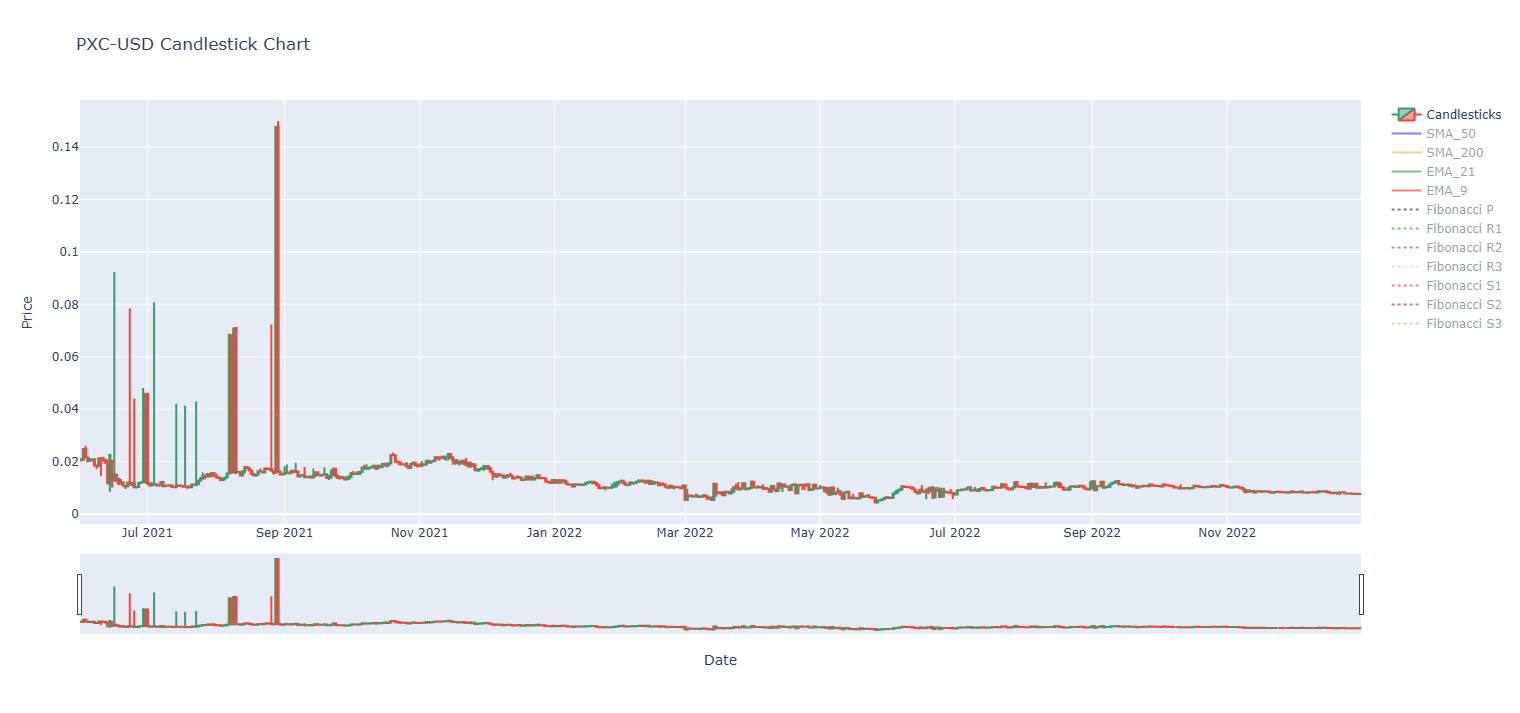 PXC-USD Candlestick Chart
Price
0.14
0.12
0.1
0.08
0.06
0.04
0.02
0
Jul 2021
Sep 2021
Nov 2021
Jan 2022
Mar 2022
May 2022
Jul 2022
Sep 2022
Nov 2022
Date
Candlesticks
SMA_50
SMA_200
EMA_21
EMA_9
Fibonacci P
Fibonacci R1
Fibonacci R2
Fibonacci R3
Fibonacci S1
Fibonacci S2
Fibonacci S3